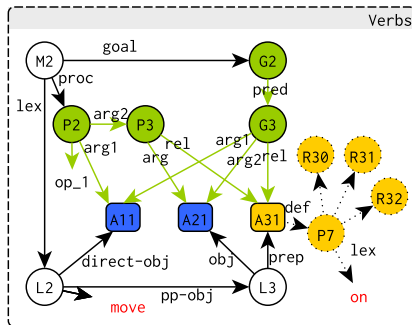 Verbs
goal
M2
G2
proc
pred
lex
arg2
P2
P3
G3
arg1
rel
arg1
arg
arg2
rel
R30
R31
op_1
R32
A11
A21
A31
def
P7
direct-obj
obj
prep
lex
L2
pp-obj
L3
move
on